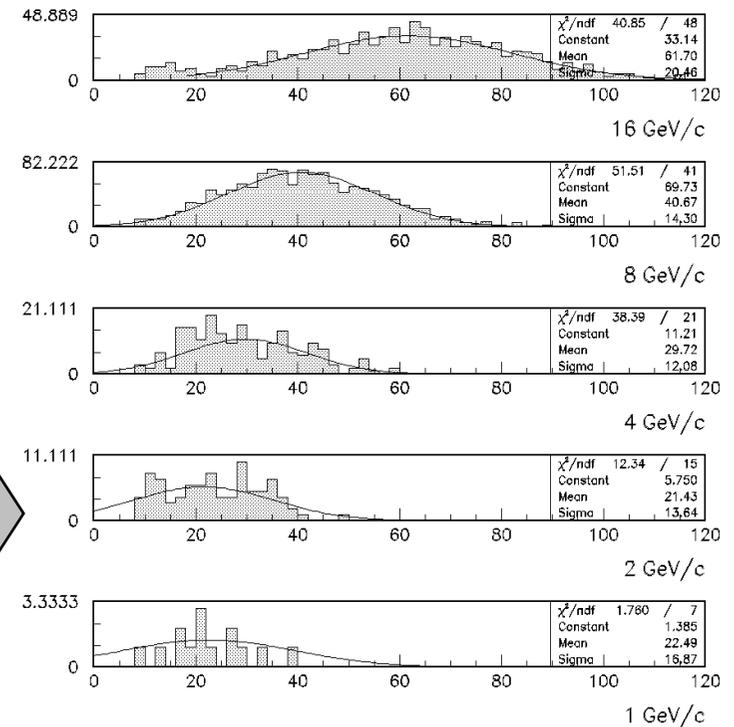 48.889
χ²/ndf 40.85 / 48
Constant 33.14
Mean 61.70
Sigma 20.46
0
0 20 40 60 80 100 120
16 GeV/c
82.222
χ²/ndf 51.51 / 41
Constant 69.73
Mean 40.67
Sigma 14.30
0
0 20 40 60 80 100 120
8 GeV/c
21.111
χ²/ndf 38.39 / 21
Constant 11.21
Mean 29.72
Sigma 12.08
0
0 20 40 60 80 100 120
4 GeV/c
11.111
χ²/ndf 12.34 / 15
Constant 5.750
Mean 21.43
Sigma 13.64
0
0 20 40 60 80 100 120
2 GeV/c
3.3333
χ²/ndf 1.760 / 7
Constant 1.385
Mean 22.49
Sigma 16.87
0
0 20 40 60 80 100 120
1 GeV/c